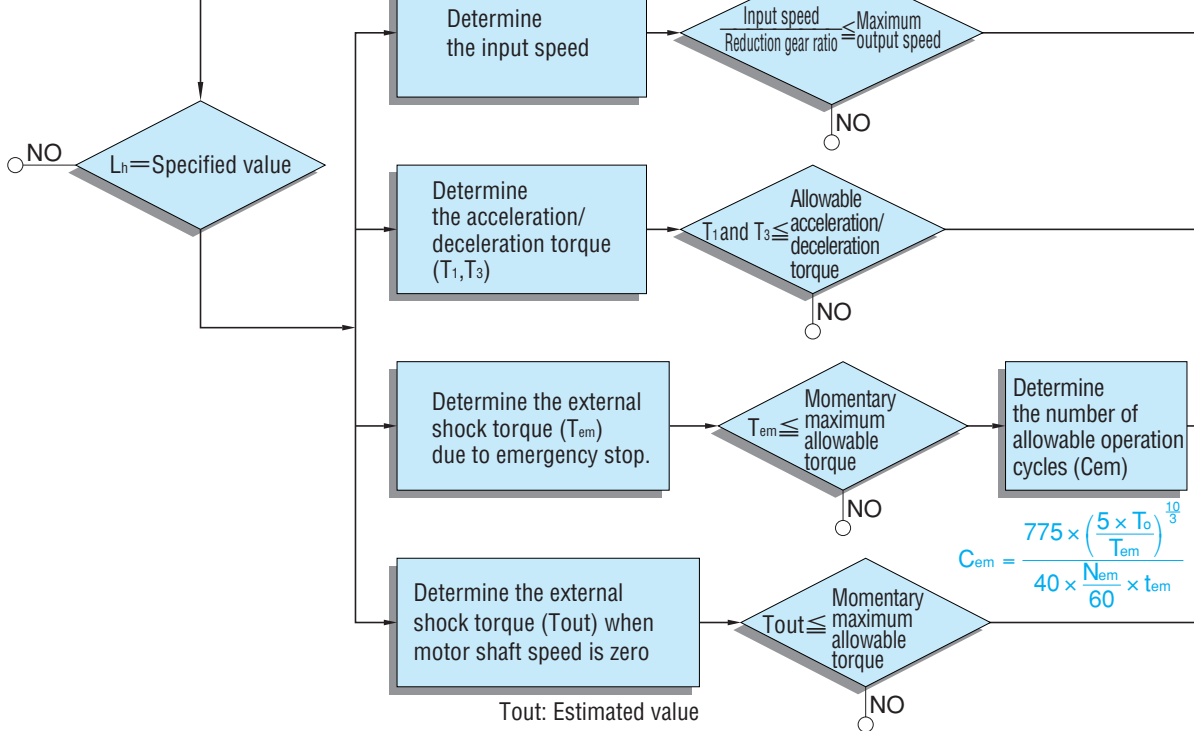 Determine
the input speed
Input speed
Reduction gear ratio
≦
Maximum
output speed
NO
NO
Lh=Specified value
Determine
the acceleration/
deceleration torque
(T1,T3)
T1 and T3≦
Allowable
acceleration/
deceleration
torque
NO
Determine the external
shock torque (Tem)
due to emergency stop.
Tem≦
Momentary
maximum
allowable
torque
NO
Determine
the number of
allowable operation
cycles (Cem)
Cem = 775 × (5 × To / Tem)^10/3 / 40 × Nem/60 × tem
Determine the external
shock torque (Tout) when
motor shaft speed is zero
Tout≦
Momentary
maximum
allowable
torque
NO
Tout: Estimated value